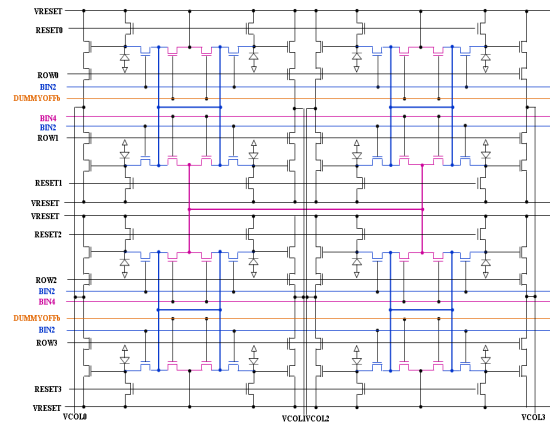 VRESET
RESET0
ROW0
BIN2
DUMMYOFFb
BIN4
BIN2
ROW1
RESET1
VRESET
VRESET
RESET2
ROW2
BIN2
BIN4
DUMMYOFFb
BIN2
ROW3
RESET3
VRESET
VCOL0 VCOL1 VCOL2 VCOL3